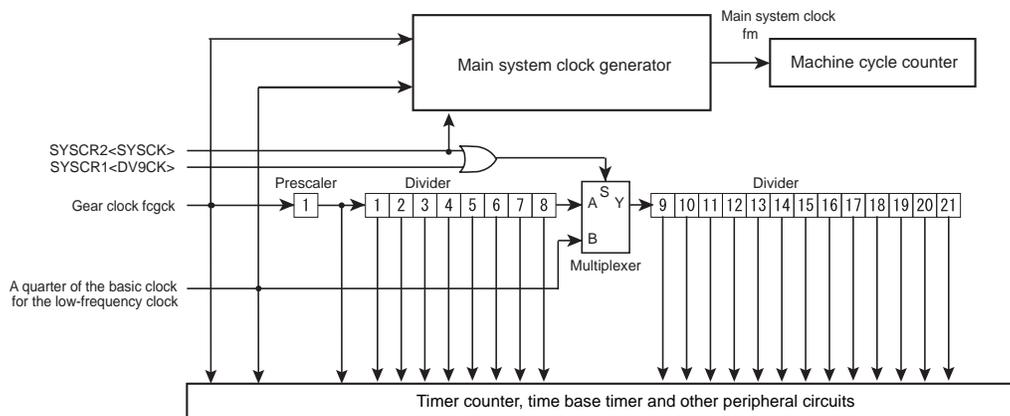 Main system clock
fm
Main system clock generator
Machine cycle counter
SYSCR2<SYSCK>
SYSCR1<DV9CK>
Prescaler
Divider
Divider
Gear clock fcgck
1
1 2 3 4 5 6 7 8
S
A Y
B
9 10 11 12 13 14 15 16 17 18 19 20 21
Multiplexer
A quarter of the basic clock
for the low-frequency clock
Timer counter, time base timer and other peripheral circuits